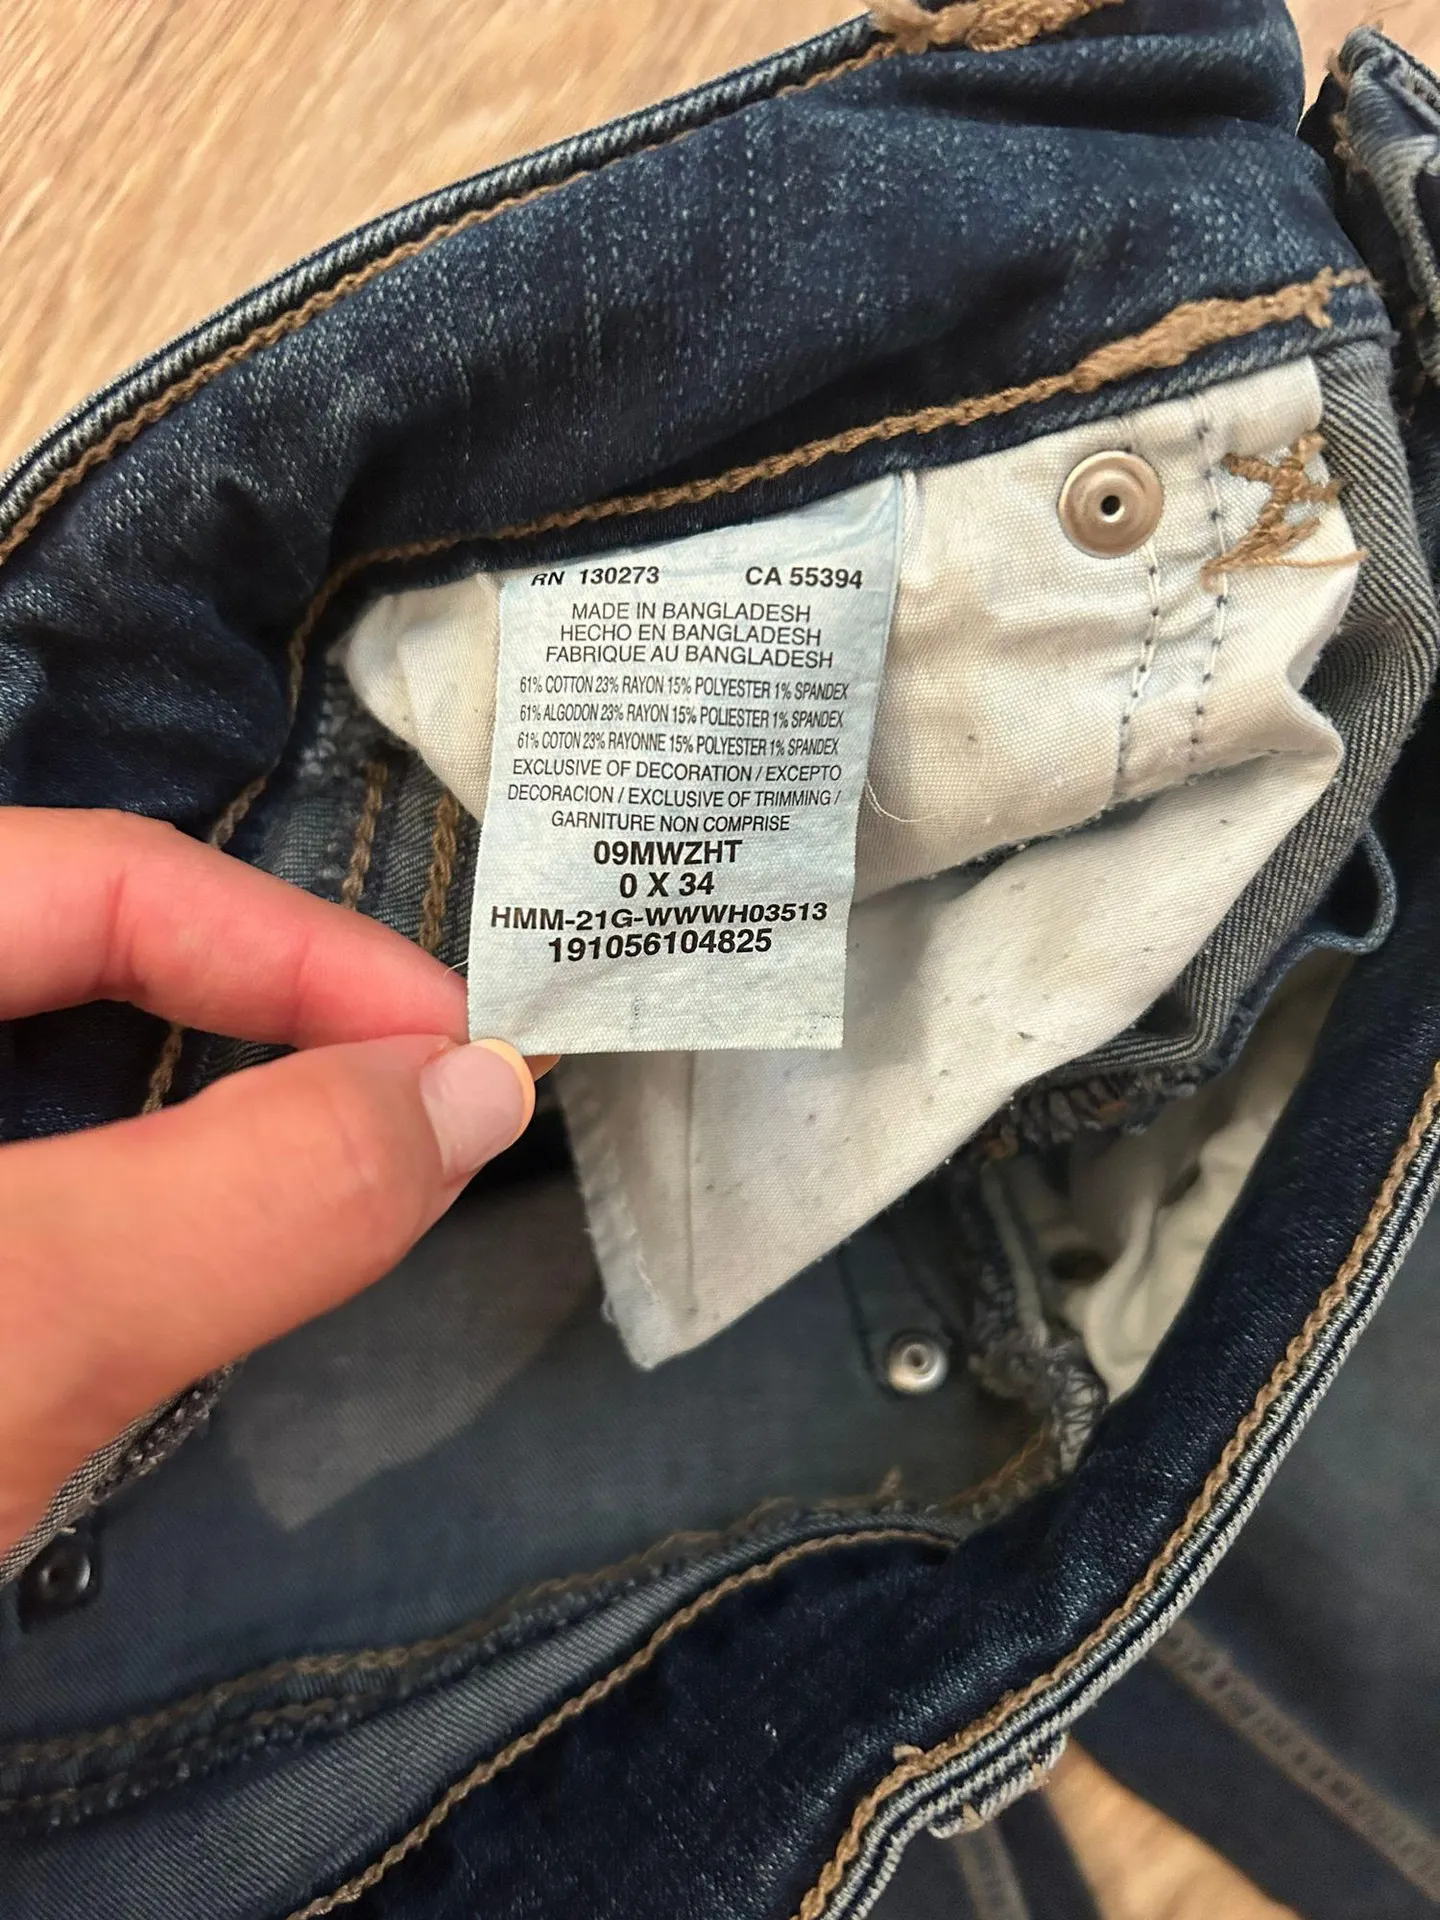 RN 130273 CA 55394
MADE IN BANGLADESH
HECHO EN BANGLADESH
FABRIQUE AU BANGLADESH
61% COTTON 23% RAYON 15% POLYESTER 1% SPANDEX
61% ALGODON 23% RAYON 15% POLIESTER 1% SPANDEX
61% COTON 23% RAYONNE 15% POLYESTER 1% SPANDEX
EXCLUSIVE OF DECORATION / EXCEPTO
DECORACION / EXCLUSIVE OF TRIMMING /
GARNITURE NON COMPRISE
09MWZHT
0 X 34
HMM-21G-WWWH03513
191056104825